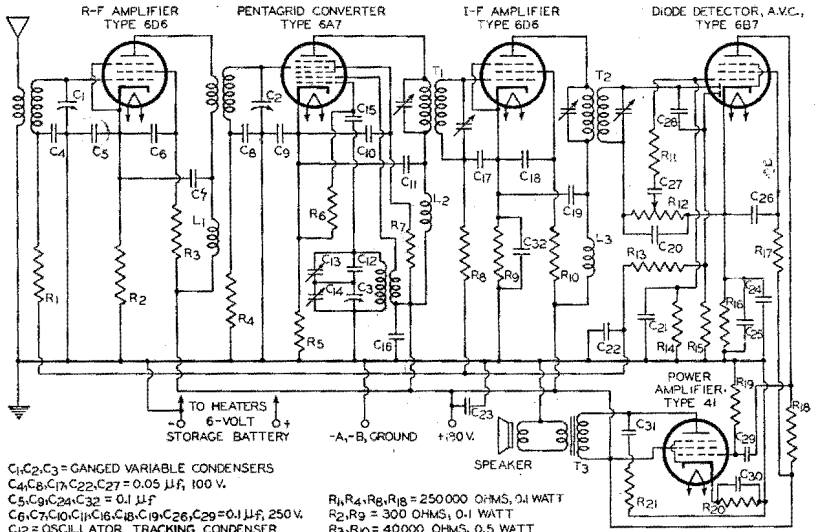 R-F AMPLIFIER
TYPE 6D6
PENTAGRID CONVERTER
TYPE 6A7
I-F AMPLIFIER
TYPE 6D6
DIODE DETECTOR, A.V.C.,
TYPE 6B7
C1
C2
C15
T1
T2
C28
C4
C5
C6
C8
C9
C10
C17
C18
R11
C27
C7
C11
R12
C26
L1
R3
R6
L2
R7
C19
C20
R17
C32
L3
R13
C13
C12
R1
R2
R4
C14
C3
R8
R9
R10
R16
C24
R5
C16
C22
C21
R14
R15
C25
POWER
AMPLIFIER,
TYPE 41
R19
R18
TO HEATERS
- 6-VOLT +
STORAGE BATTERY
-A,-B, GROUND
C23
+180 V.
SPEAKER
T3
C31
C29
C30
R21
R20
C1,C2,C3 = GANGED VARIABLE CONDENSERS
C4,C8,C17,C22,C27 = 0.05 μf, 100 V.
C5,C9,C24,C32 = 0.1 μf
C6,C7,C10,C11,C16,C18,C19,C26,C29 = 0.1 μf, 250 V.
C12 = OSCILLATOR TRACKING CONDENSER
R1,R4,R8,R18 = 250000 OHMS, 0.1 WATT
R2,R9 = 300 OHMS, 0.1 WATT
R3,R10 = 40000 OHMS, 0.5 WATT